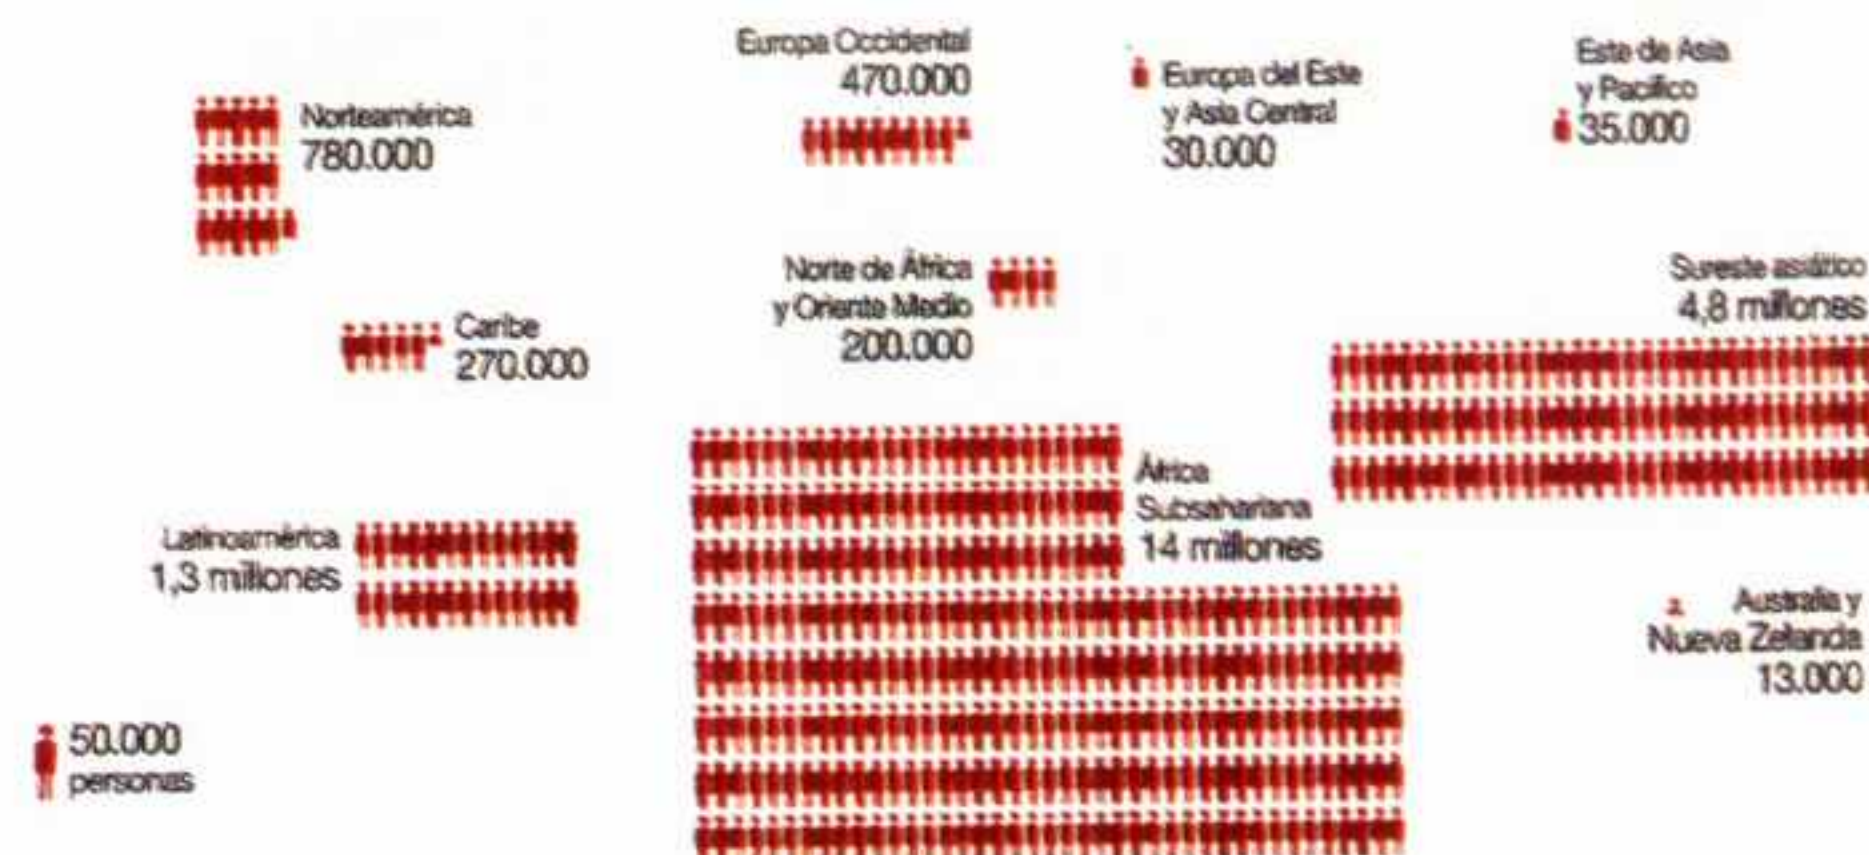 Europa Occidental
470.000
Europa del Este
y Asia Central
30.000
Este de Asia
y Pacífico
35.000
Norteamérica
780.000
Norte de África
y Oriente Medio
200.000
Sureste asiático
4,8 millones
Caribe
270.000
África
Subsahariana
14 millones
Latinoamérica
1,3 millones
Australia y
Nueva Zelanda
13.000
50.000
personas